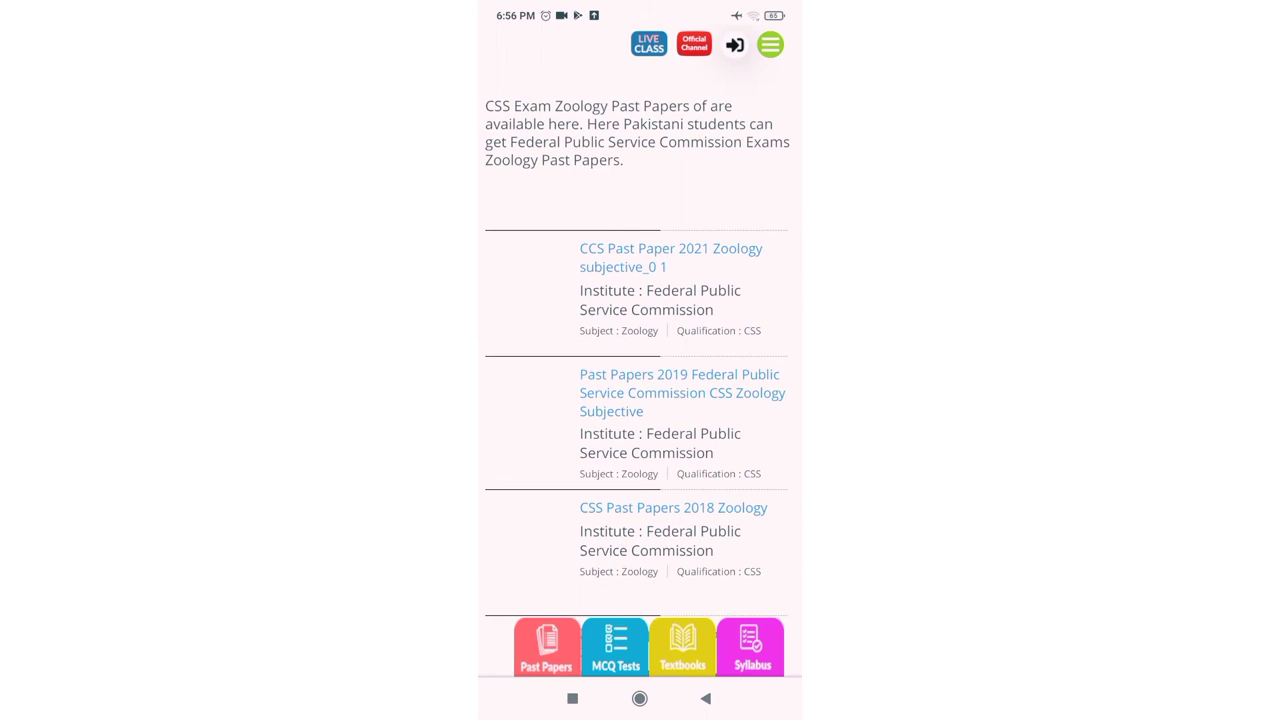 6:56 PM
65
LIVE
CLASS
Official
Channel
CSS Exam Zoology Past Papers of are
available here. Here Pakistani students can
get Federal Public Service Commission Exams
Zoology Past Papers.
CCS Past Paper 2021 Zoology
subjective_0 1
Institute : Federal Public
Service Commission
Subject : Zoology
Qualification : CSS
Past Papers 2019 Federal Public
Service Commission CSS Zoology
Subjective
Institute : Federal Public
Service Commission
Subject : Zoology
Qualification : CSS
CSS Past Papers 2018 Zoology
Institute : Federal Public
Service Commission
Subject : Zoology
Qualification : CSS
Past Papers
MCQ Tests
Textbooks
Syllabus